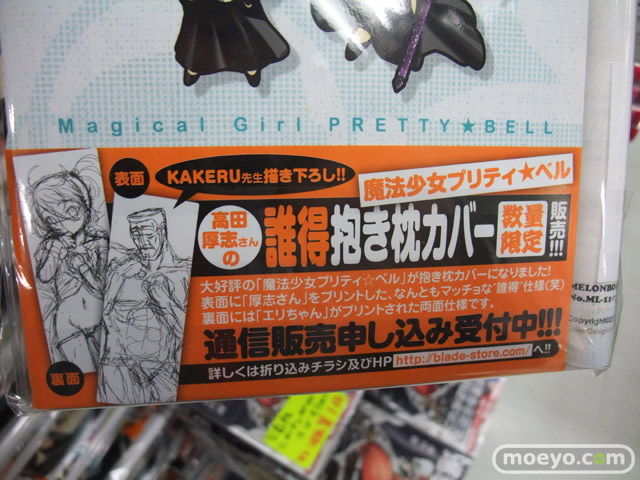 Magical Girl PRETTY★BELL
表面
KAKERU先生描き下ろし!!
魔法少女プリティ★ベル
高田厚志さんの
誰得抱き枕カバー
数量限定
販売!!!
大好評の「魔法少女プリティ☆ベル」が抱き枕カバーになりました!
表面に「厚志さん」をプリントした、なんともマッチョな"誰得"仕様(笑)
裏面には「エリちゃん」がプリントされた両面仕様です。
通信販売申し込み受付中!!!
詳しくは折り込みチラシ及びHP http://blade-store.com/ へ!!
裏面
MELONBO
No.ML-11-
Copyright©
moeyo.com